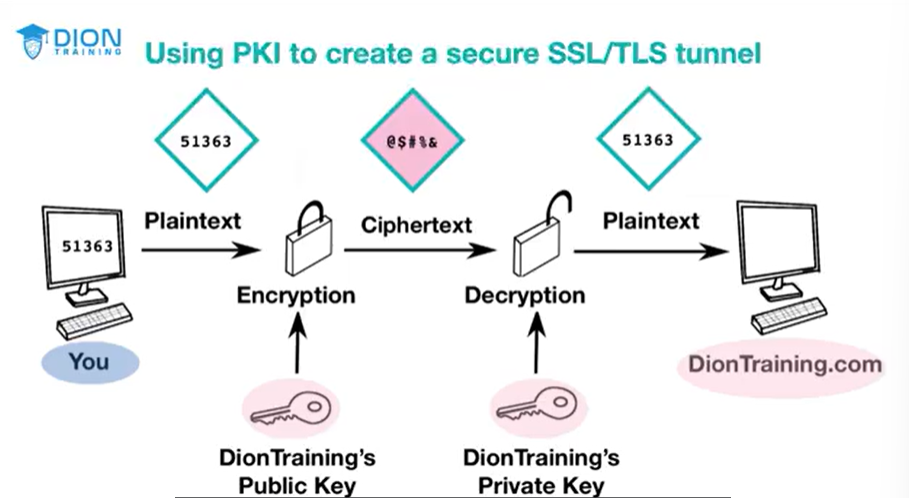 DION
TRAINING
Using PKI to create a secure SSL/TLS tunnel
51363
@$#%&
51363
51363
Plaintext
Ciphertext
Plaintext
Encryption
Decryption
You
DionTraining.com
DionTraining's
Public Key
DionTraining's
Private Key